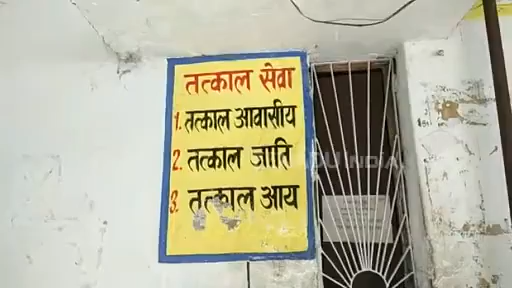 तत्काल सेवा
1. तत्काल आवासीय
2. तत्काल जाति
3. तत्काल आय